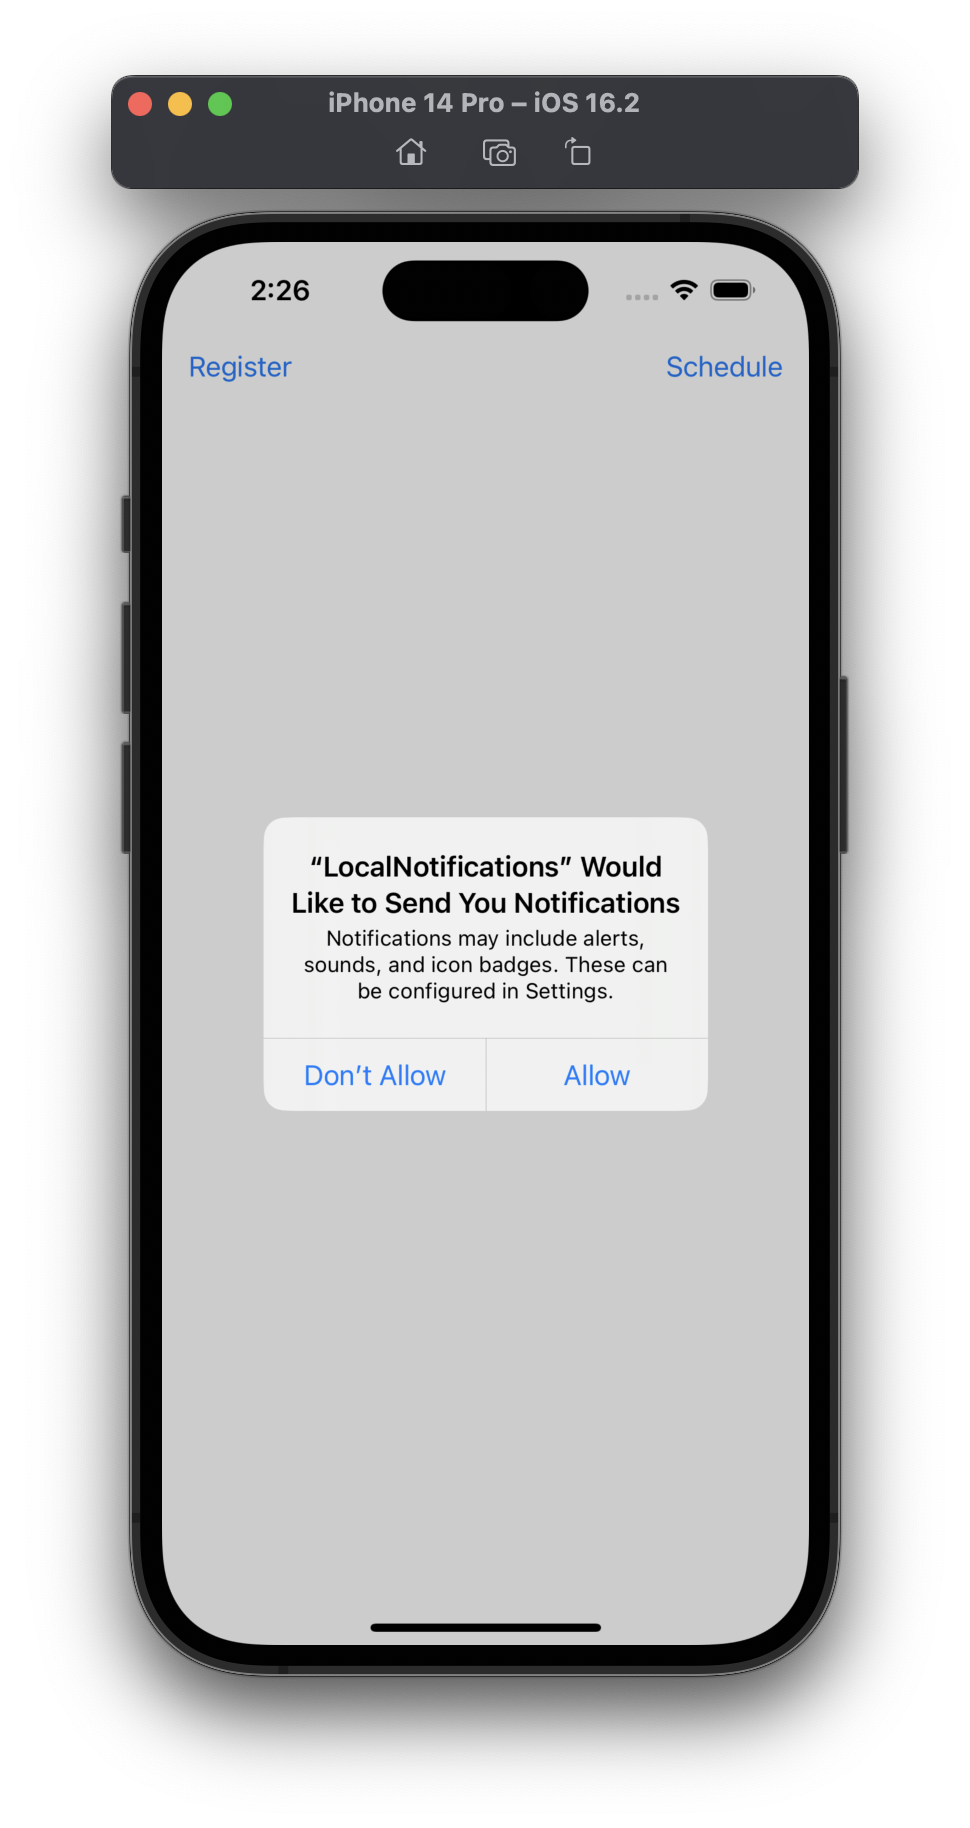 iPhone 14 Pro – iOS 16.2
2:26
Register
Schedule
“LocalNotifications” Would
Like to Send You Notifications
Notifications may include alerts,
sounds, and icon badges. These can
be configured in Settings.
Don’t Allow
Allow